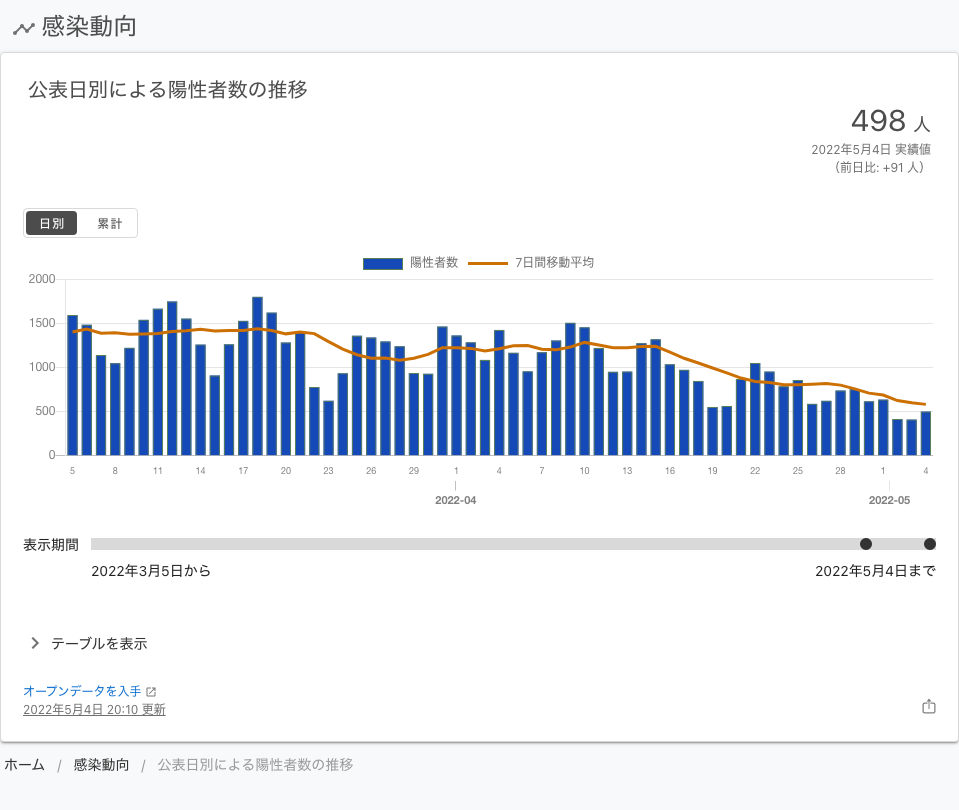 感染動向
公表日別による陽性者数の推移
498 人
2022年5月4日 実績値
（前日比: +91 人）
日別 累計
陽性者数 7日間移動平均
2000
1500
1000
500
0
5 8 11 14 17 20 23 26 29 1 4 7 10 13 16 19 22 25 28 1 4
2022-04 2022-05
表示期間
2022年3月5日から 2022年5月4日まで
テーブルを表示
オープンデータを入手
2022年5月4日 20:10 更新
ホーム / 感染動向 / 公表日別による陽性者数の推移